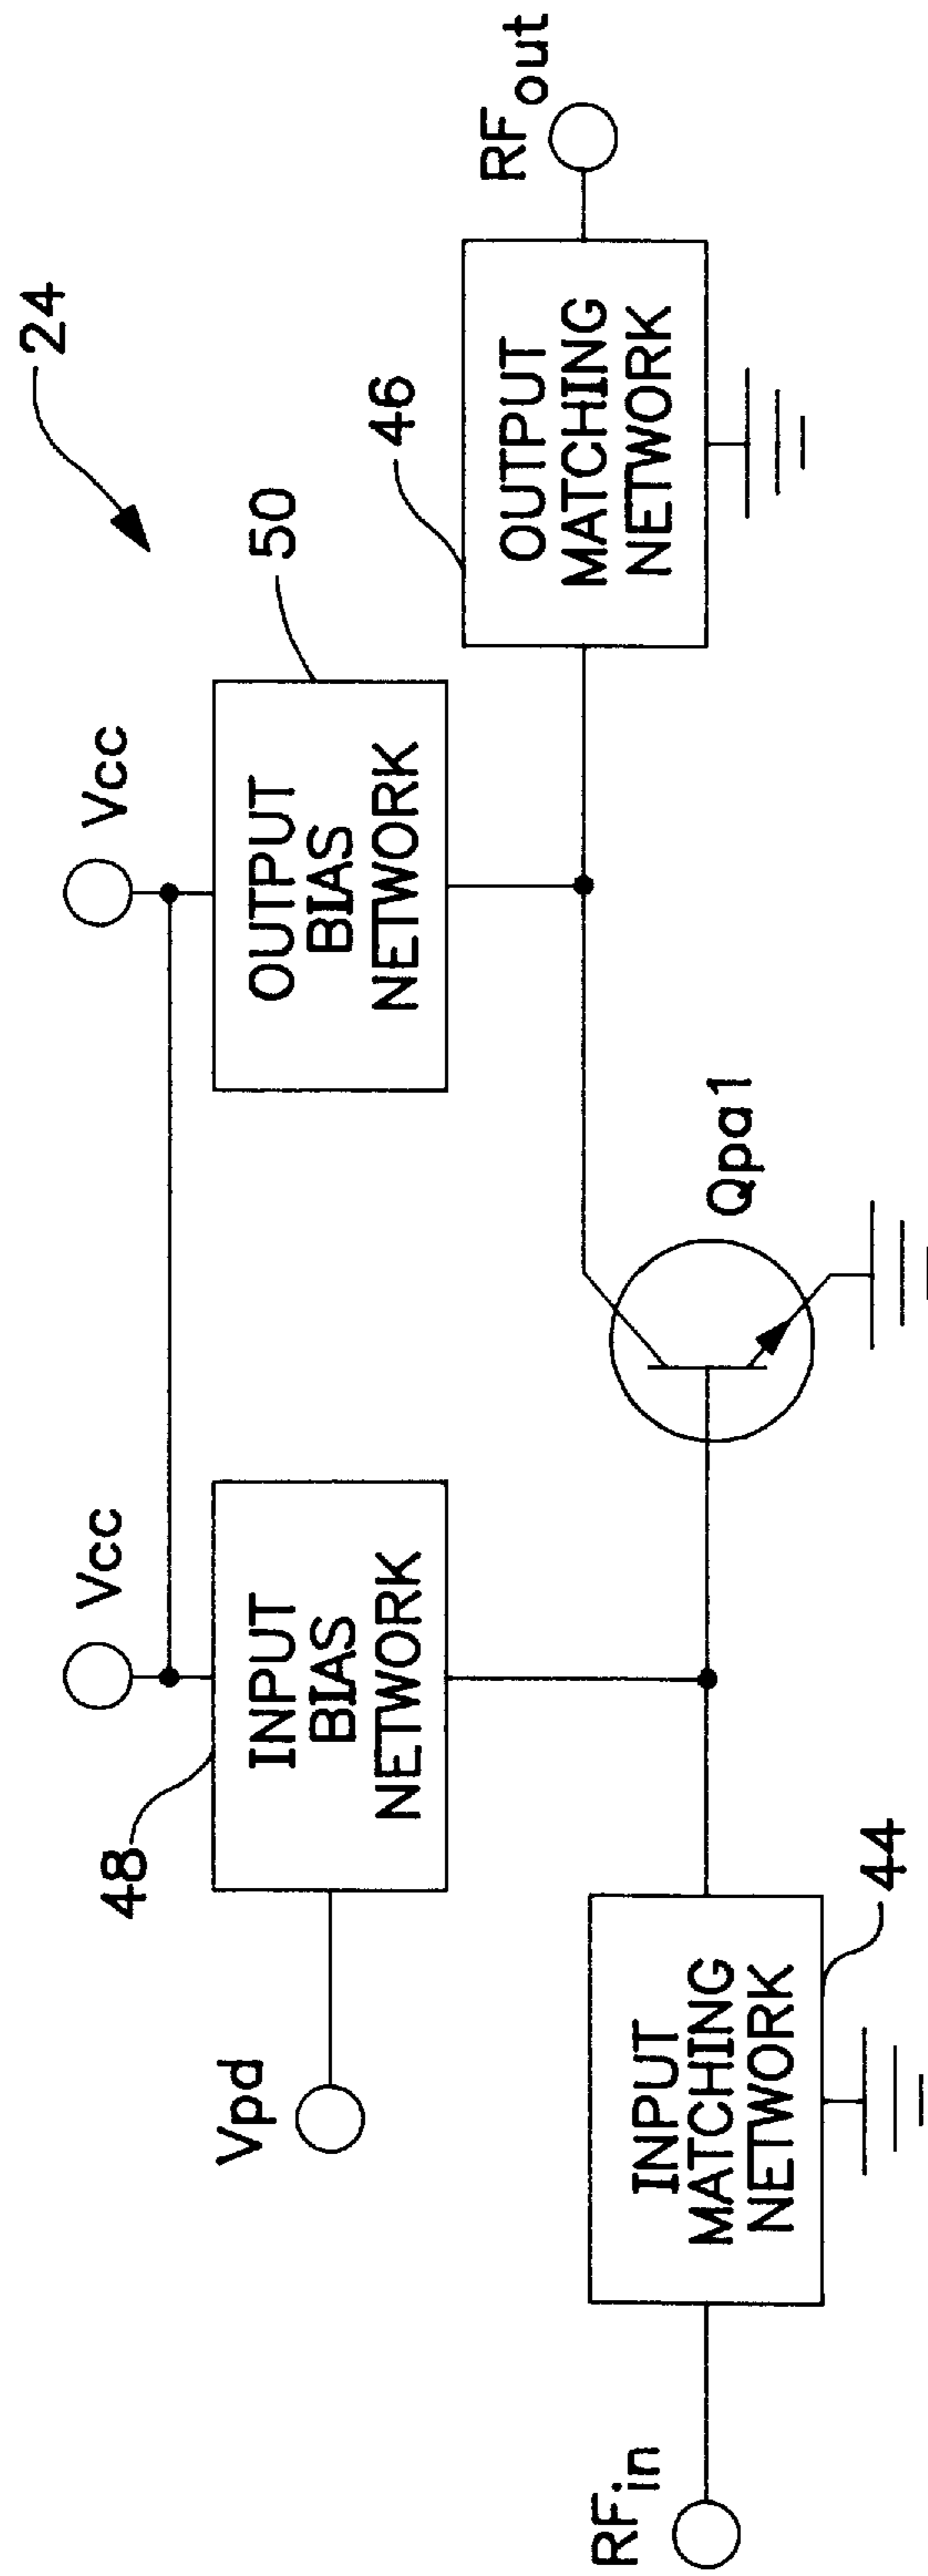 24
Vcc
Vcc
48
INPUT
BIAS
NETWORK
50
OUTPUT
BIAS
NETWORK
Vpd
46
OUTPUT
MATCHING
NETWORK
RFout
Qpa1
RFin
INPUT
MATCHING
NETWORK
44